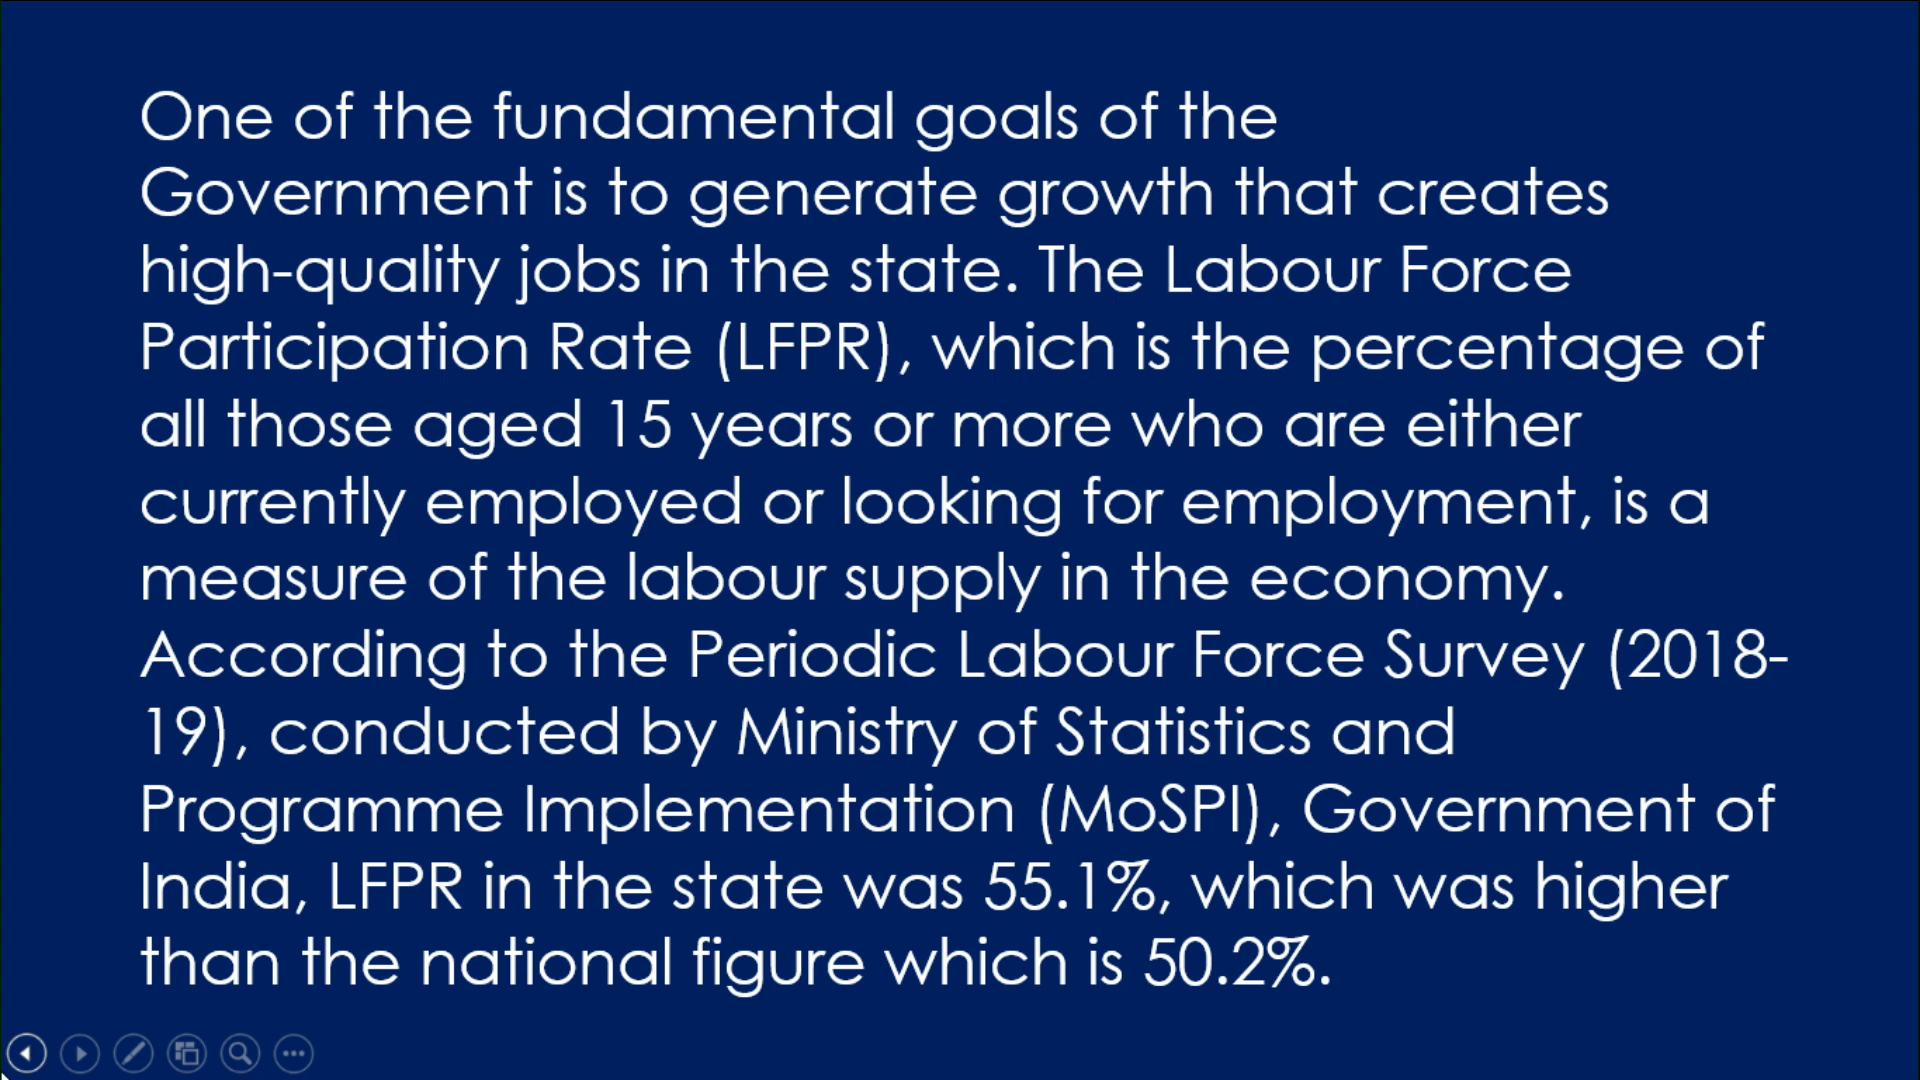 One of the fundamental goals of the
Government is to generate growth that creates
high-quality jobs in the state. The Labour Force
Participation Rate (LFPR), which is the percentage of
all those aged 15 years or more who are either
currently employed or looking for employment, is a
measure of the labour supply in the economy.
According to the Periodic Labour Force Survey (2018-
19), conducted by Ministry of Statistics and
Programme Implementation (MoSPI), Government of
India, LFPR in the state was 55.1%, which was higher
than the national figure which is 50.2%.